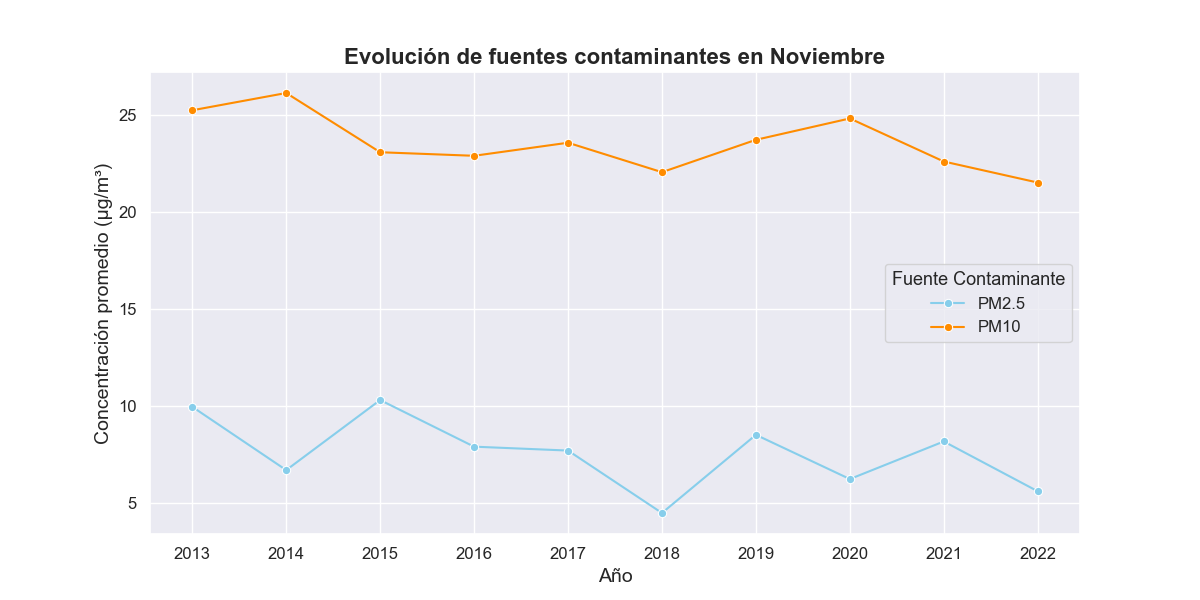 Evolución de fuentes contaminantes en Noviembre
Concentración promedio (µg/m³)
25
20
15
10
5
Fuente Contaminante
PM2.5
PM10
2013 2014 2015 2016 2017 2018 2019 2020 2021 2022
Año